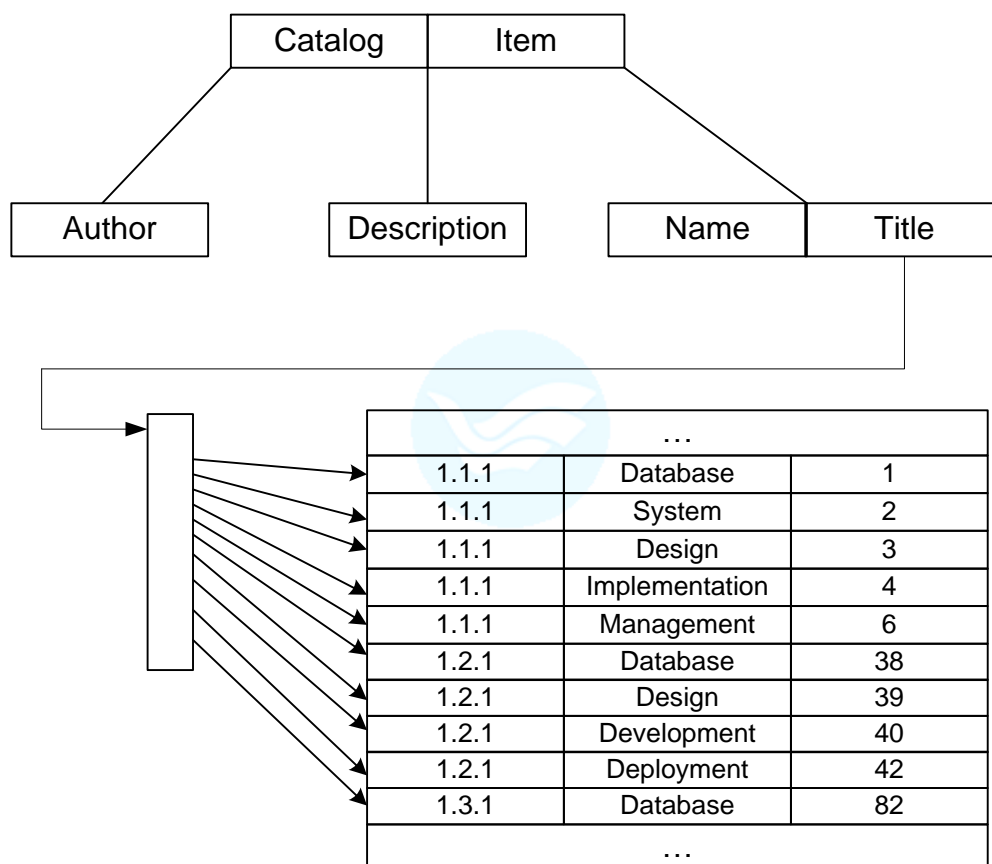 Catalog Item
Author Description Name Title
…
1.1.1 Database 1
1.1.1 System 2
1.1.1 Design 3
1.1.1 Implementation 4
1.1.1 Management 6
1.2.1 Database 38
1.2.1 Design 39
1.2.1 Development 40
1.2.1 Deployment 42
1.3.1 Database 82
…